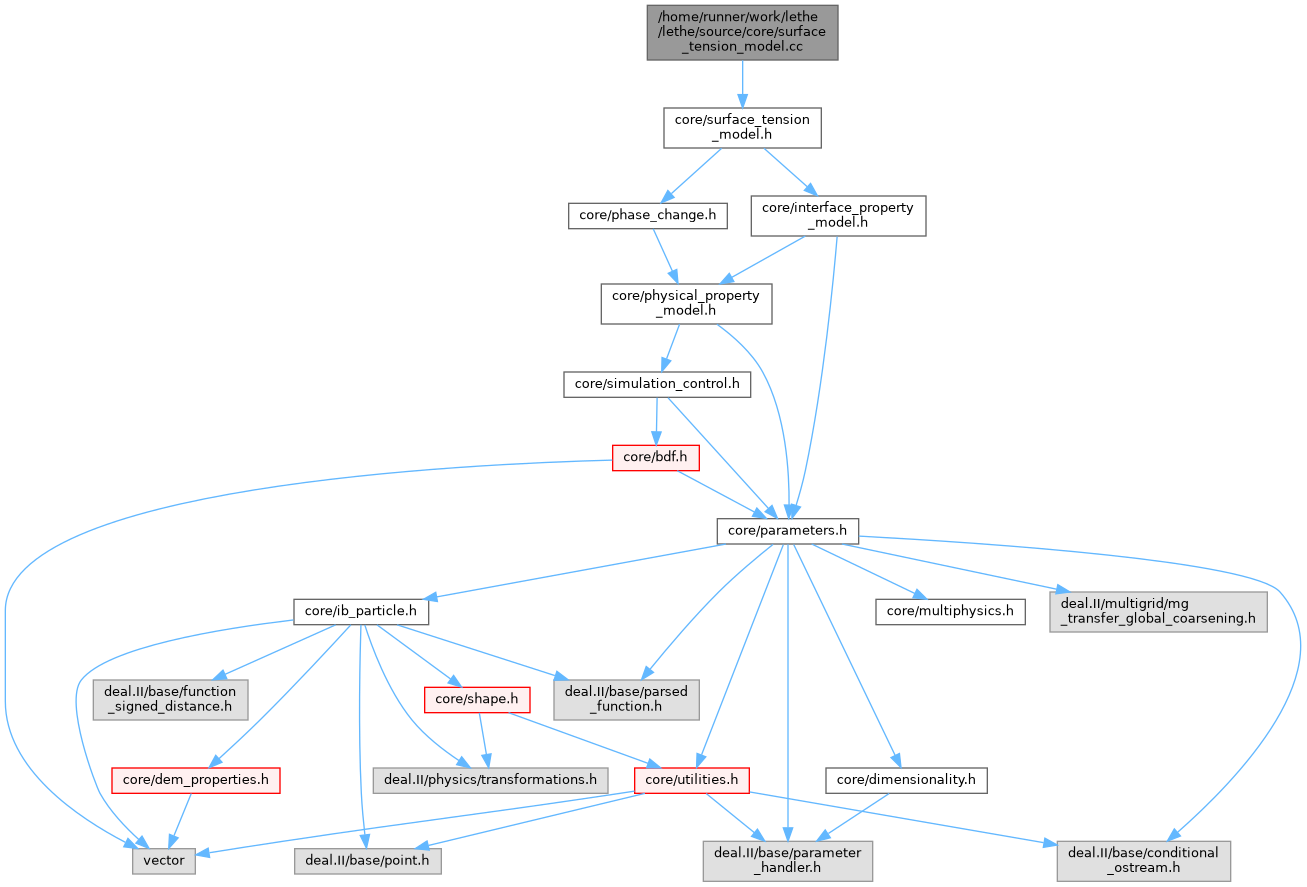 /home/runner/work/lethe
/lethe/source/core/surface
_tension_model.cc
core/surface_tension
_model.h
core/phase_change.h
core/interface_property
_model.h
core/physical_property
_model.h
core/simulation_control.h
core/bdf.h
core/parameters.h
core/ib_particle.h
core/multiphysics.h
deal.II/multigrid/mg
_transfer_global_coarsening.h
deal.II/base/function
_signed_distance.h
core/shape.h
deal.II/base/parsed
_function.h
core/dem_properties.h
deal.II/physics/transformations.h
core/utilities.h
core/dimensionality.h
vector
deal.II/base/point.h
deal.II/base/parameter
_handler.h
deal.II/base/conditional
_ostream.h